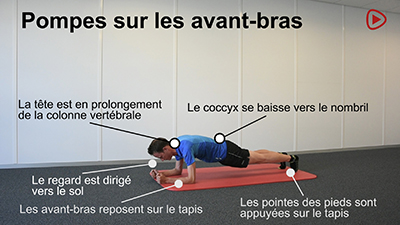 Pompes sur les avant-bras
La tête est en prolongement
de la colonne vertébrale
Le coccyx se baisse vers le nombril
Le regard est dirigé
vers le sol
Les avant-bras reposent sur le tapis
Les pointes des pieds sont
appuyées sur le tapis